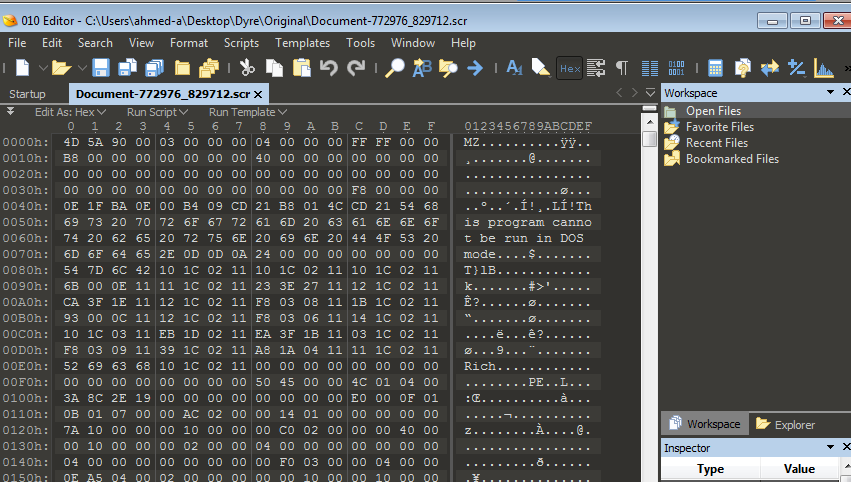 010 Editor - C:\Users\ahmed-a\Desktop\Dyre\Original\Document-772976_829712.scr
File Edit Search View Format Scripts Templates Tools Window Help
Startup Document-772976_829712.scr
Workspace
Edit As: Hex Run Script Run Template
Open Files
Favorite Files
Recent Files
Bookmarked Files
0 1 2 3 4 5 6 7 8 9 A B C D E F 0123456789ABCDEF
0000h: 4D 5A 90 00 03 00 00 00 04 00 00 00 FF FF 00 00 MZ..........ÿÿ..
0010h: B8 00 00 00 00 00 00 00 40 00 00 00 00 00 00 00 ¸.......@.......
0020h: 00 00 00 00 00 00 00 00 00 00 00 00 00 00 00 00 ................
0030h: 00 00 00 00 00 00 00 00 00 00 00 00 F8 00 00 00 ............ø...
0040h: 0E 1F BA 0E 00 B4 09 CD 21 B8 01 4C CD 21 54 68 ..º..´.Í!¸.LÍ!Th
0050h: 69 73 20 70 72 6F 67 72 61 6D 20 63 61 6E 6E 6F is program canno
0060h: 74 20 62 65 20 72 75 6E 20 69 6E 20 44 4F 53 20 t be run in DOS
0070h: 6D 6F 64 65 2E 0D 0D 0A 24 00 00 00 00 00 00 00 mode....$.......
0080h: 54 7D 6C 42 10 1C 02 11 10 1C 02 11 10 1C 02 11 T}lB............
0090h: 6B 00 0E 11 11 1C 02 11 23 3E 27 11 12 1C 02 11 k.......#>'.....
00A0h: CA 3F 1E 11 12 1C 02 11 F8 03 08 11 1B 1C 02 11 Ê?......ø.......
00B0h: 93 00 0C 11 12 1C 02 11 F8 03 06 11 14 1C 02 11 “.......ø.......
00C0h: 10 1C 03 11 EB 1D 02 11 EA 3F 1B 11 03 1C 02 11 ....ë...ê?......
00D0h: F8 03 09 11 39 1C 02 11 A8 1A 04 11 11 1C 02 11 ø...9...¨.......
00E0h: 52 69 63 68 10 1C 02 11 00 00 00 00 00 00 00 00 Rich............
00F0h: 00 00 00 00 00 00 00 00 50 45 00 00 4C 01 04 00 ........PE..L...
0100h: 3A 8C 2E 19 00 00 00 00 00 00 00 00 E0 00 0F 01 :Œ..........à...
0110h: 0B 01 07 00 00 AC 02 00 00 14 01 00 00 00 00 00 .....¬..........
0120h: 7A 10 00 00 00 10 00 00 00 C0 02 00 00 00 40 00 z........À....@.
0130h: 00 10 00 00 00 02 00 00 04 00 00 00 00 00 00 00 ................
0140h: 04 00 00 00 00 00 00 00 00 F0 03 00 00 04 00 00 .........ð......
0150h: 0E A5 04 00 02 00 00 00 00 00 10 00 00 10 00 00 .¥..............
Workspace Explorer
Inspector
Type Value